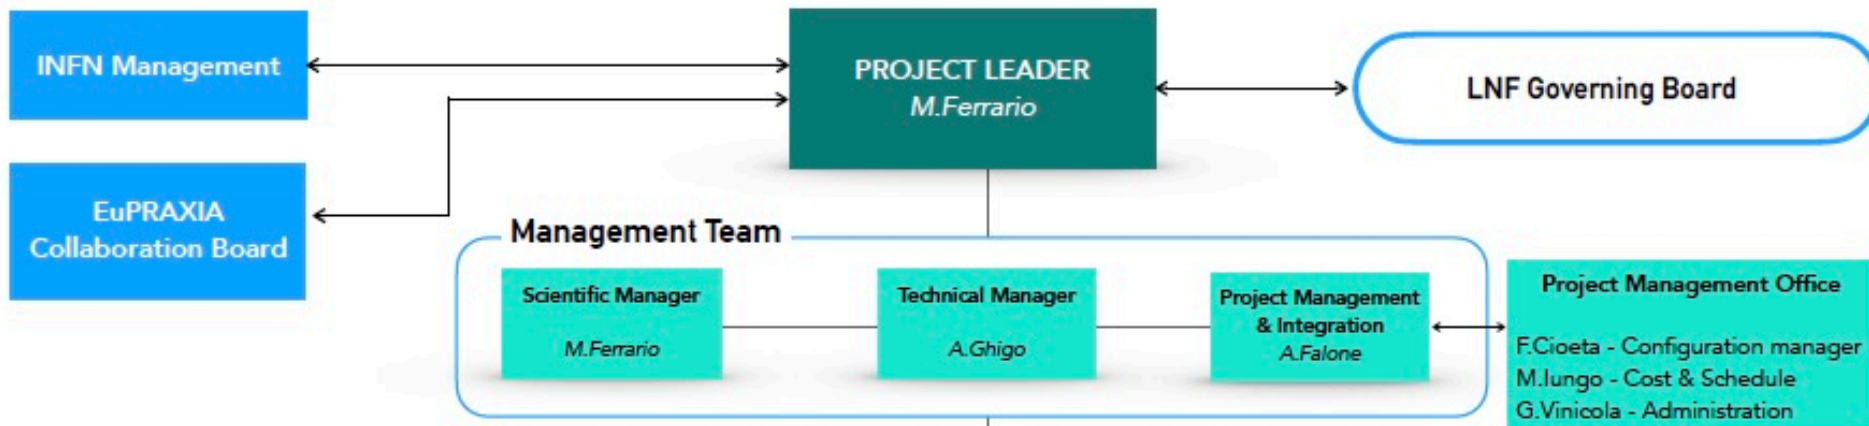 INFN Management
PROJECT LEADER
M.Ferrario
LNF Governing Board
EuPRAXIA
Collaboration Board
Management Team
Scientific Manager
M.Ferrario
Technical Manager
A.Ghigo
Project Management
& Integration
A.Falone
Project Management Office
F.Cioeta - Configuration manager
M.Iungo - Cost & Schedule
G.Vinicola - Administration